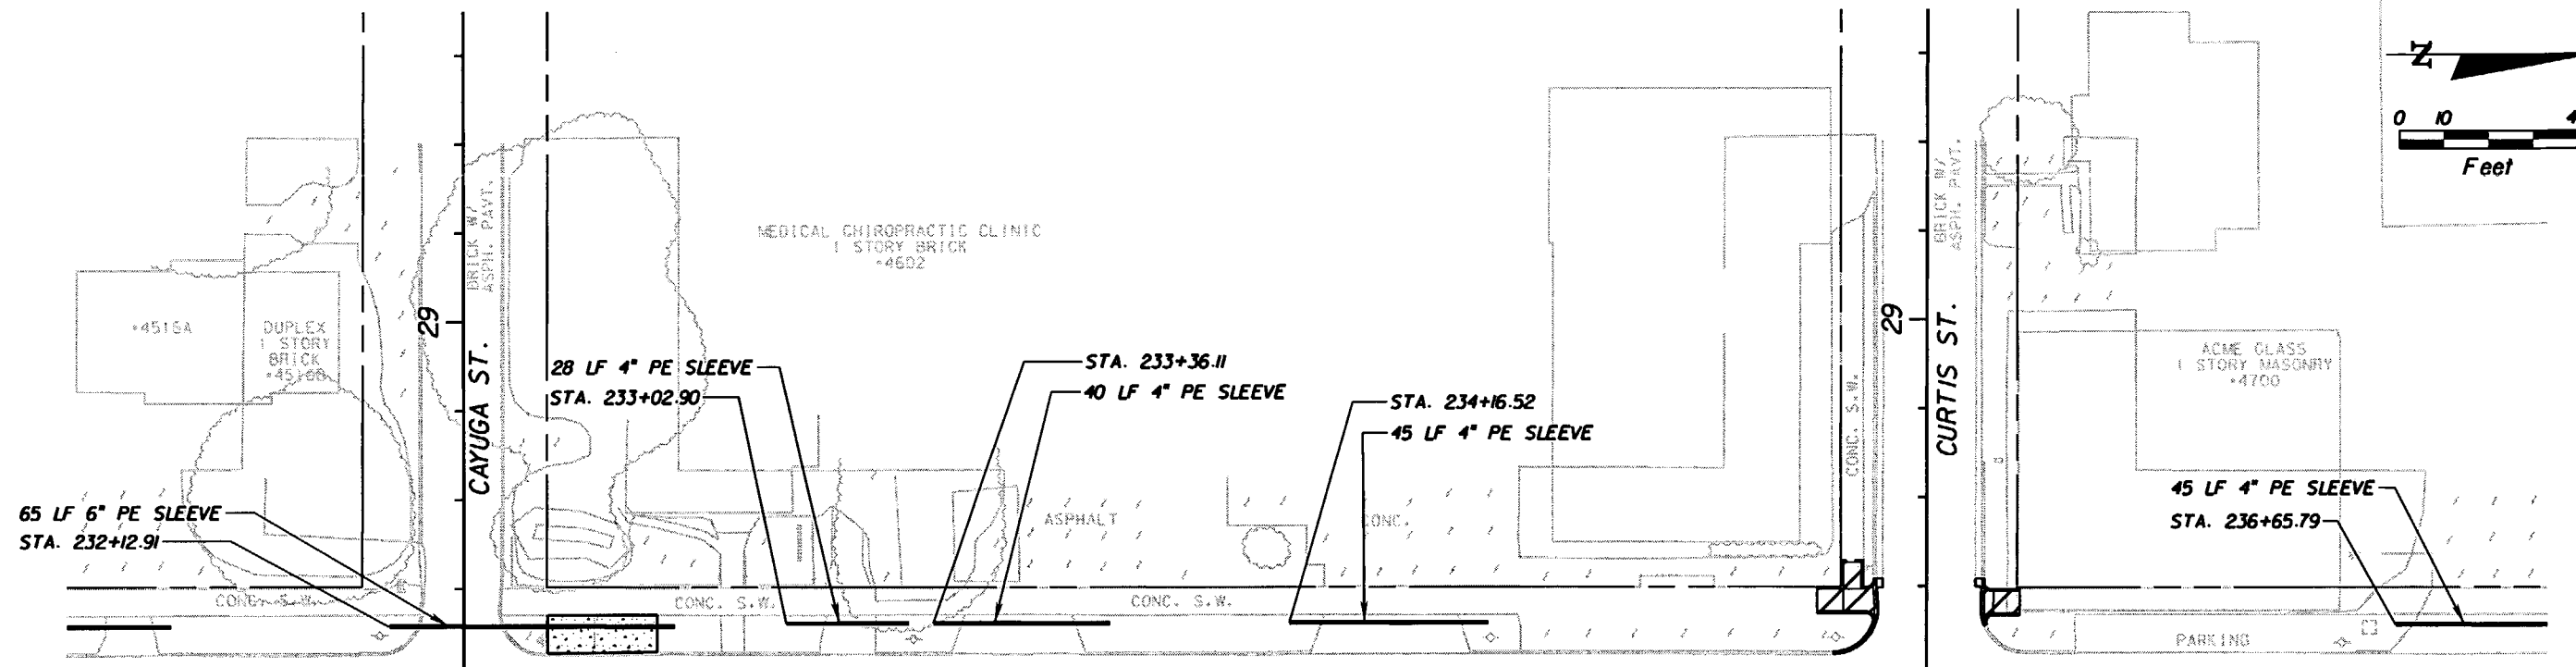 N
0 10
Feet
BRICK W/
ASPH. PAVT.
MEDICAL CHIROPRACTIC CLINIC
1 STORY BRICK
*4602
BRICK W/
ASPH. PAVT.
29
CAYUGA ST.
29
CURTIS ST.
DUPLEX
1 STORY
BRICK
ACME GLASS
1 STORY MASONRY
*4700
28 LF 4" PE SLEEVE
STA. 233+02.90
STA. 233+36.11
40 LF 4" PE SLEEVE
STA. 234+16.52
45 LF 4" PE SLEEVE
CONC. S.W.
65 LF 6" PE SLEEVE
STA. 232+12.91
45 LF 4" PE SLEEVE
STA. 236+65.79
ASPHALT
CONC.
CONC. S.W.
CONC. S.W.
CONC. S.W.
PARKING